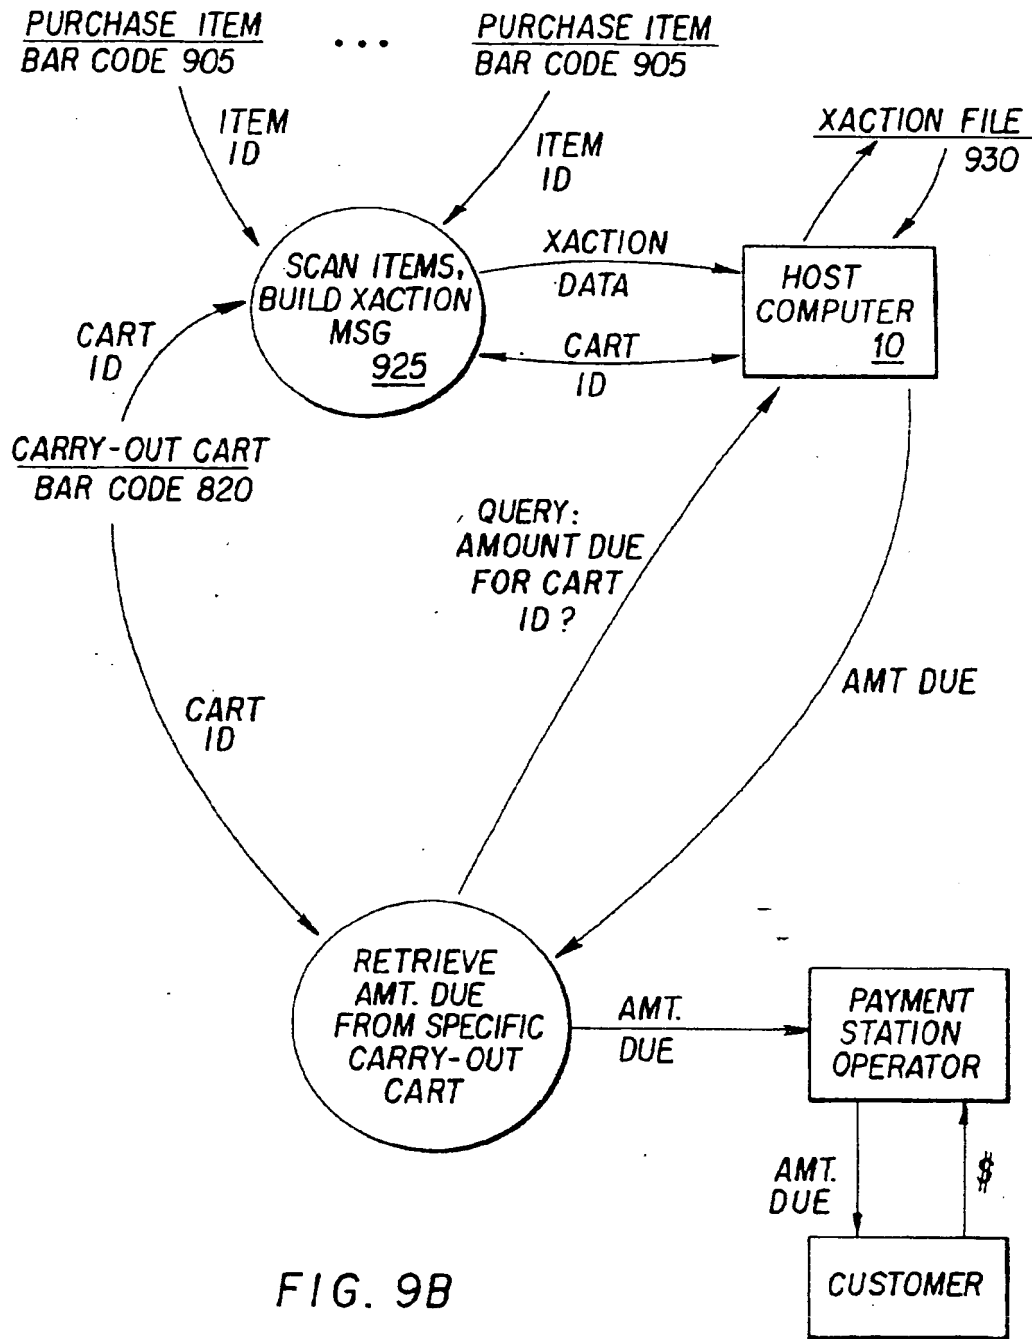 PURCHASE ITEM
BAR CODE 905
...
PURCHASE ITEM
BAR CODE 905
ITEM
ID
ITEM
ID
XACTION FILE
930
SCAN ITEMS,
BUILD XACTION
MSG
925
XACTION
DATA
CART
ID
HOST
COMPUTER
10
CART
ID
CARRY-OUT CART
BAR CODE 820
QUERY:
AMOUNT DUE
FOR CART
ID?
CART
ID
AMT DUE
RETRIEVE
AMT. DUE
FROM SPECIFIC
CARRY-OUT
CART
AMT.
DUE
PAYMENT
STATION
OPERATOR
AMT.
DUE
$
CUSTOMER
FIG. 9B